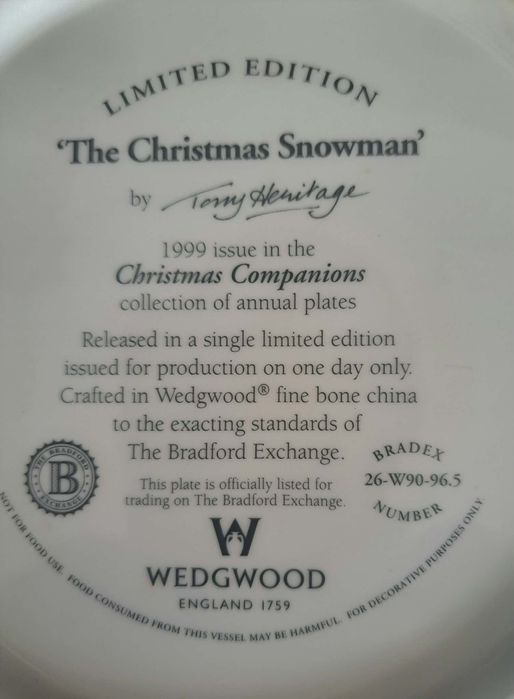 LIMITED EDITION
‘The Christmas Snowman’
by Tony Heritage
1999 issue in the
Christmas Companions
collection of annual plates
Released in a single limited edition
issued for production on one day only.
Crafted in Wedgwood® fine bone china
to the exacting standards of
The Bradford Exchange.
This plate is officially listed for
trading on The Bradford Exchange.
THE BRADFORD
B
EXCHANGE
BRADEX
26-W90-96.5
NUMBER
W
WEDGWOOD
ENGLAND 1759
NOT FOR FOOD USE. FOOD CONSUMED FROM THIS VESSEL MAY BE HARMFUL. FOR DECORATIVE PURPOSES ONLY.